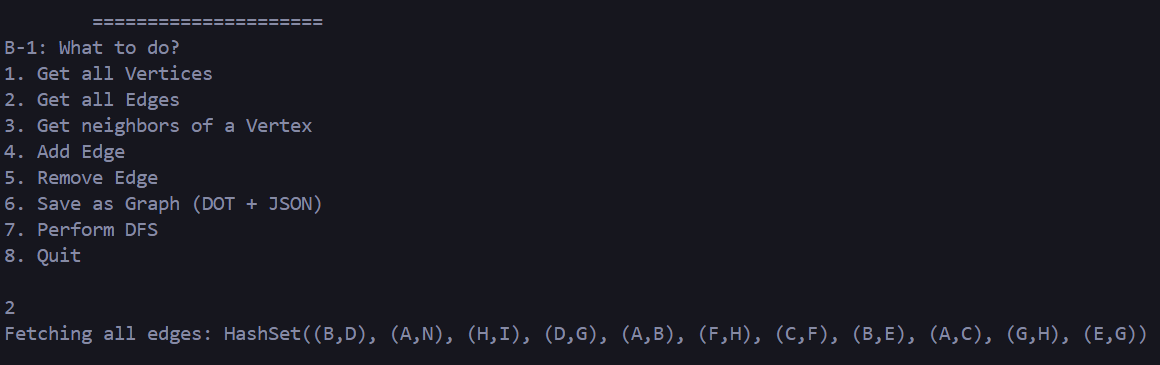 =====================
B-1: What to do?
1. Get all Vertices
2. Get all Edges
3. Get neighbors of a Vertex
4. Add Edge
5. Remove Edge
6. Save as Graph (DOT + JSON)
7. Perform DFS
8. Quit
2
Fetching all edges: HashSet((B,D), (A,N), (H,I), (D,G), (A,B), (F,H), (C,F), (B,E), (A,C), (G,H), (E,G))